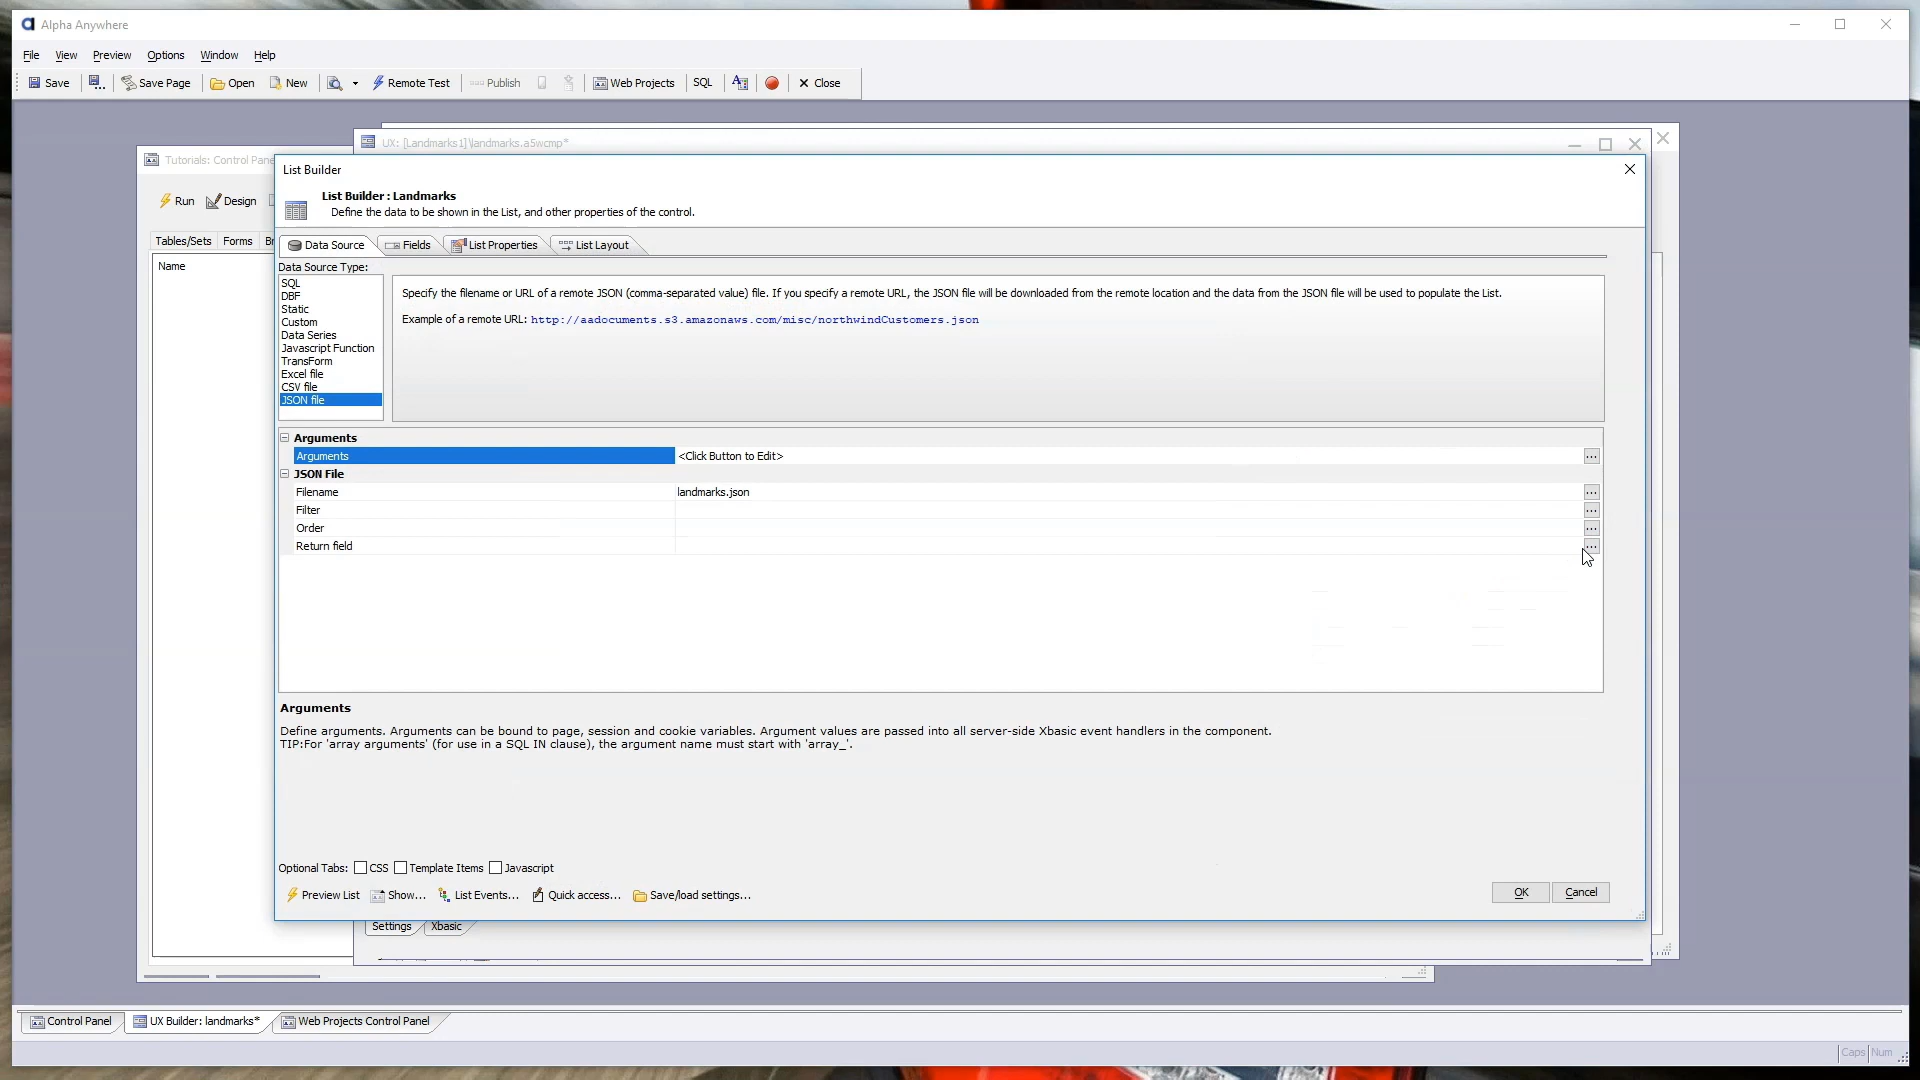 Alpha Anywhere
File View Preview Options Window Help
Save Save Page Open New Remote Test Publish Web Projects SQL Close
UX: [Landmarks1]\landmarks.a5wcmp*
Tutorials: Control Pane
Run Design
Tables/Sets Forms Br
Name
List Builder
List Builder : Landmarks
Define the data to be shown in the List, and other properties of the control.
Data Source Fields List Properties List Layout
Data Source Type:
SQL
DBF
Static
Custom
Data Series
Javascript Function
TransForm
Excel file
CSV file
JSON file
Specify the filename or URL of a remote JSON (comma-separated value) file. If you specify a remote URL, the JSON file will be downloaded from the remote location and the data from the JSON file will be used to populate the List.
Example of a remote URL: http://aadocuments.s3.amazonaws.com/misc/northwindCustomers.json
Arguments
Arguments <Click Button to Edit> ...
JSON File
Filename landmarks.json ...
Filter ...
Order ...
Return field ...
Arguments
Define arguments. Arguments can be bound to page, session and cookie variables. Argument values are passed into all server-side Xbasic event handlers in the component.
TIP:For 'array arguments' (for use in a SQL IN clause), the argument name must start with 'array_'.
Optional Tabs: CSS Template Items Javascript
Preview List Show... List Events... Quick access... Save/load settings...
OK Cancel
Settings Xbasic
Control Panel UX Builder: landmarks* Web Projects Control Panel
Caps Num